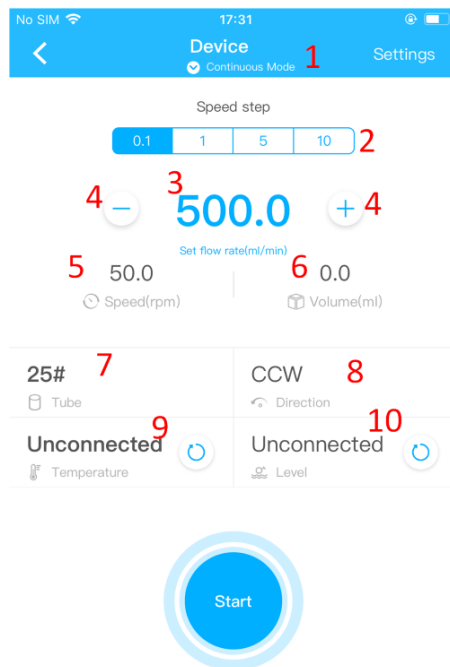 No SIM 17:31
Device
Continuous Mode 1 Settings
Speed step
0.1 1 5 10 2
3
4 − 500.0 + 4
Set flow rate(ml/min)
5 6
50.0 0.0
Speed(rpm) Volume(ml)
25# 7 CCW 8
Tube Direction
9 10
Unconnected Unconnected
Temperature Level
Start